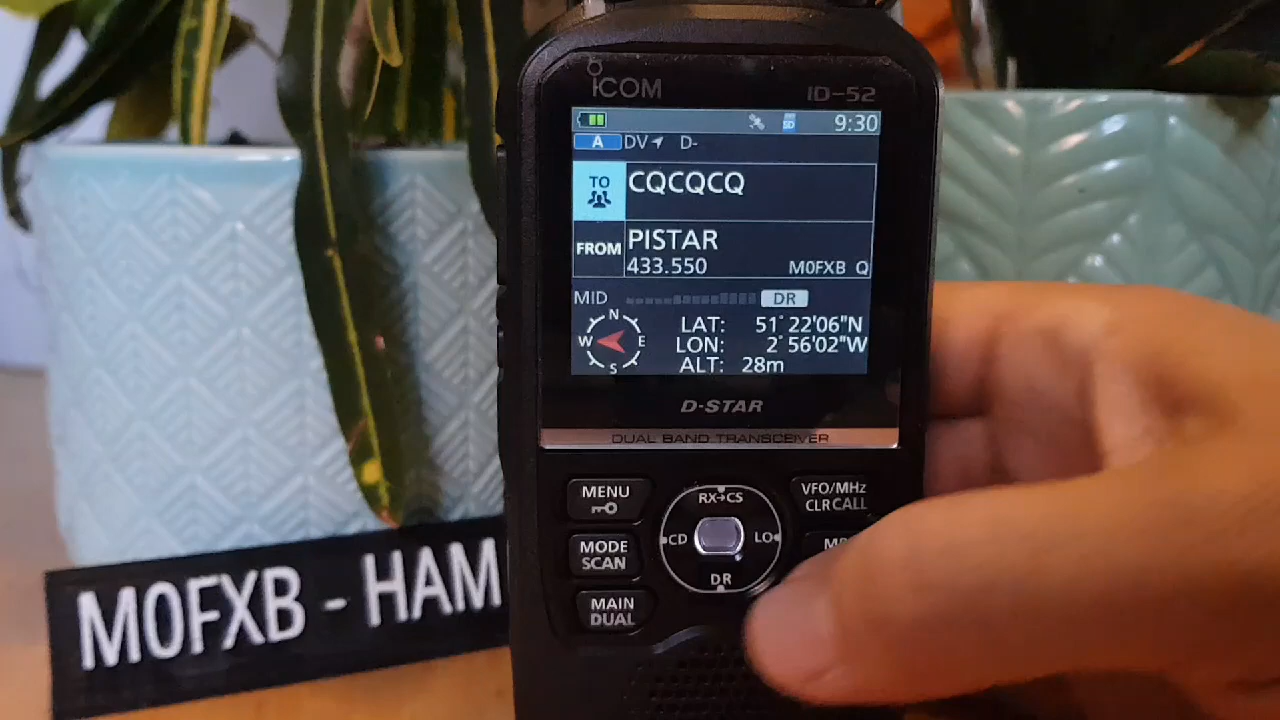 iCOM
ID-52
SD
9:30
A DV D-
TO CQCQCQ
FROM PISTAR
433.550 M0FXB Q
MID DR
N
W E
S
LAT: 51°22'06"N
LON: 2°56'02"W
ALT: 28m
D-STAR
DUAL BAND TRANSCEIVER
MENU
RX→CS
VFO/MHz
CLR CALL
CD
MODE
SCAN
DR
MAIN
DUAL
M0FXB - HAM